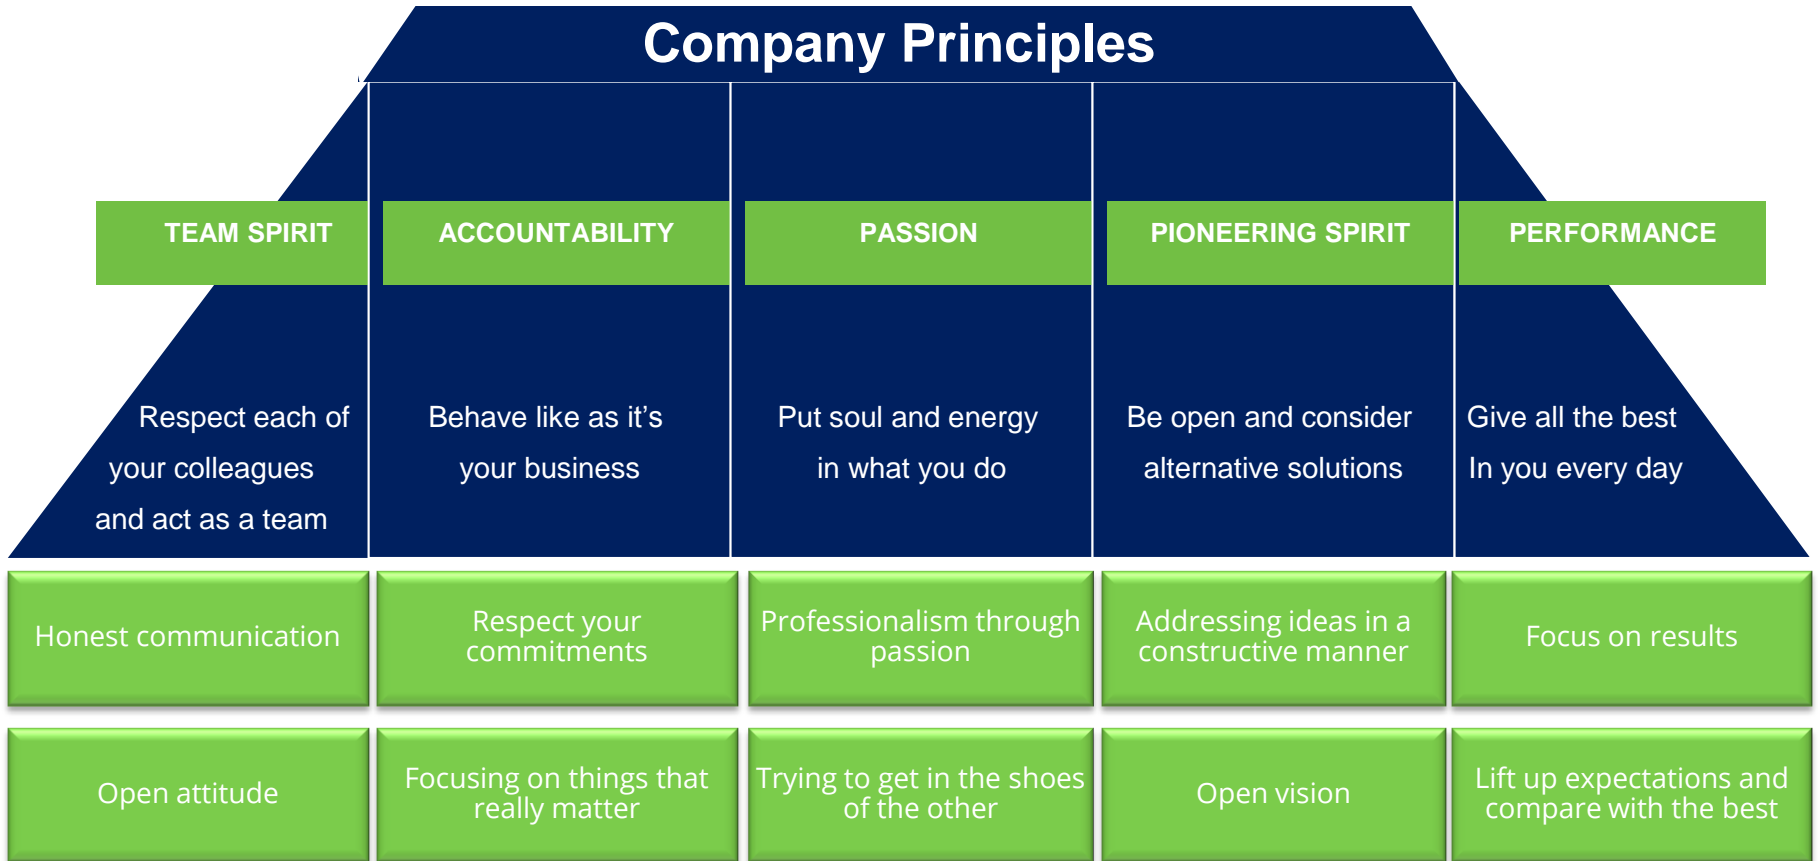 Company Principles
TEAM SPIRIT
ACCOUNTABILITY
PASSION
PIONEERING SPIRIT
PERFORMANCE
Respect each of
your colleagues
and act as a team
Behave like as it’s
your business
Put soul and energy
in what you do
Be open and consider
alternative solutions
Give all the best
In you every day
Honest communication
Respect your
commitments
Professionalism through
passion
Addressing ideas in a
constructive manner
Focus on results
Open attitude
Focusing on things that
really matter
Trying to get in the shoes
of the other
Open vision
Lift up expectations and
compare with the best